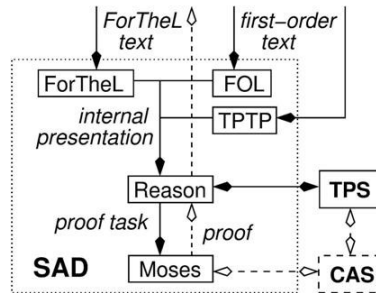 ForTheL
text
first-order
text
ForTheL
FOL
internal
presentation
TPTP
Reason
TPS
proof task
proof
SAD
Moses
CAS